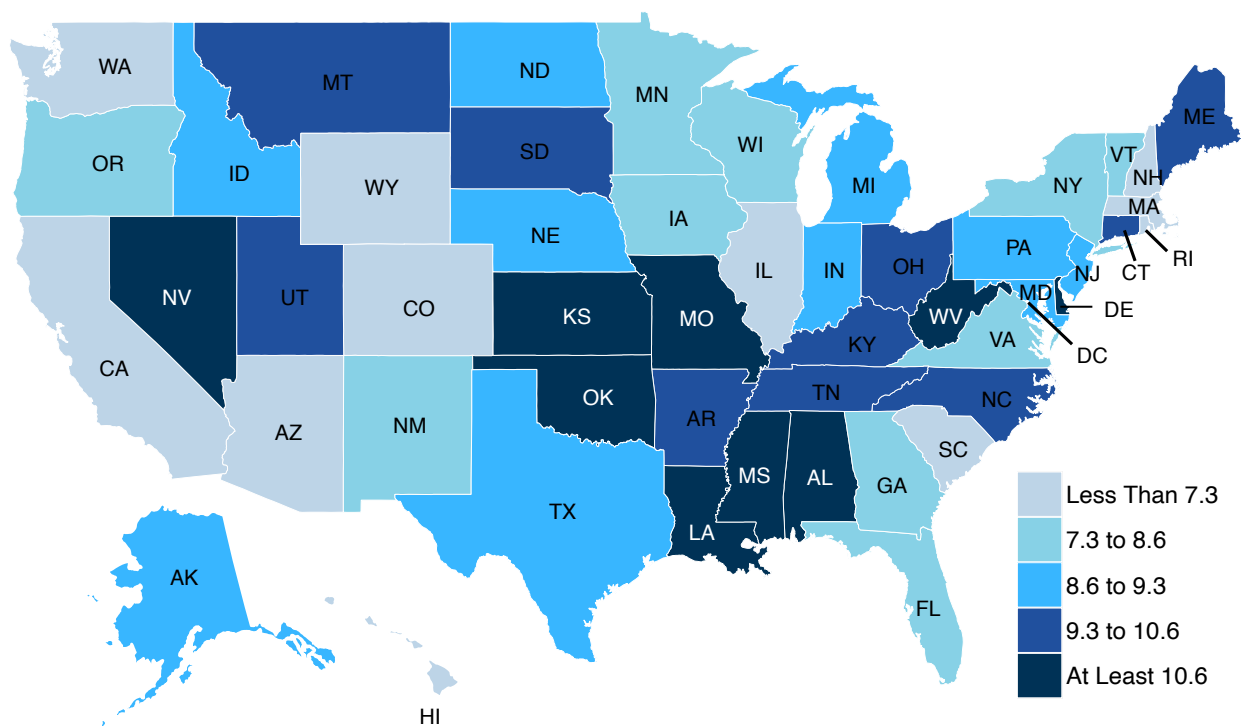 WA
MT
ND
MN
OR
ID
SD
WI
MI
WY
NE
IA
NY
VT
NH
ME
MA
RI
CT
PA
NJ
NV
UT
CO
KS
MO
IL
IN
OH
MD
DE
DC
WV
VA
KY
CA
AZ
NM
OK
AR
TN
NC
SC
TX
LA
MS
AL
GA
FL
AK
HI
Less Than 7.3
7.3 to 8.6
8.6 to 9.3
9.3 to 10.6
At Least 10.6